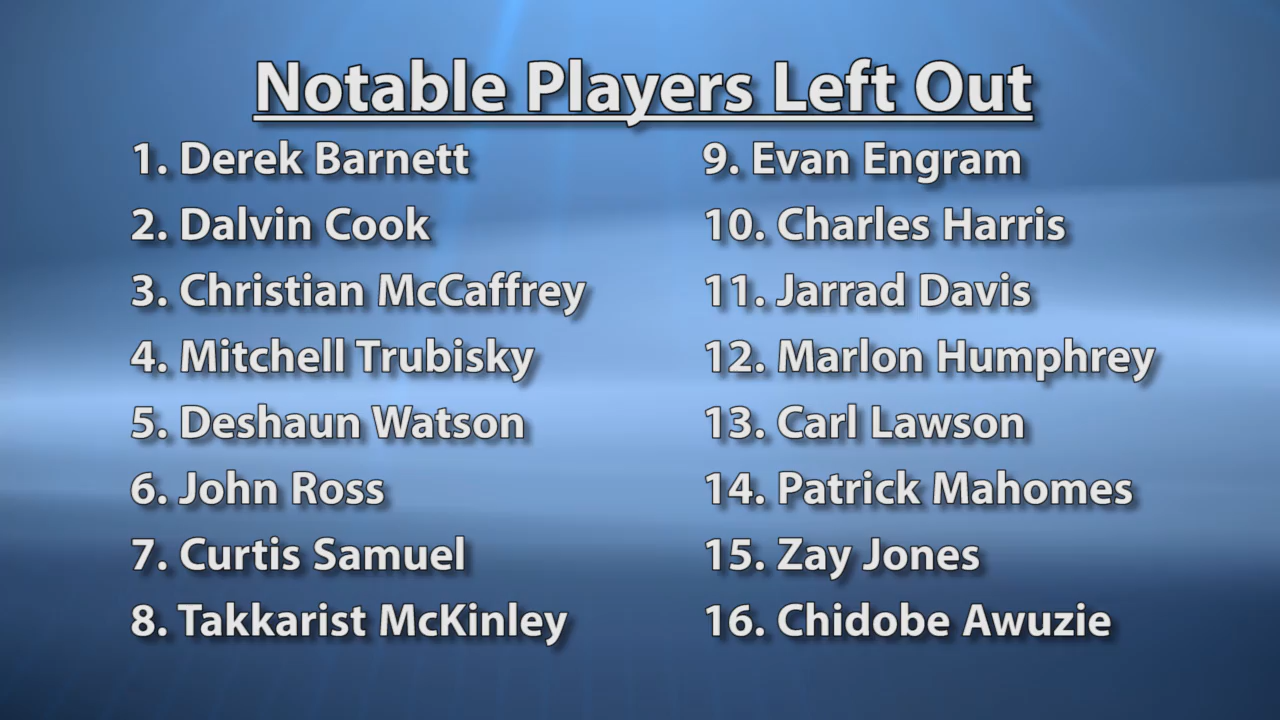 Notable Players Left Out
1. Derek Barnett
2. Dalvin Cook
3. Christian McCaffrey
4. Mitchell Trubisky
5. Deshaun Watson
6. John Ross
7. Curtis Samuel
8. Takkarist McKinley
9. Evan Engram
10. Charles Harris
11. Jarrad Davis
12. Marlon Humphrey
13. Carl Lawson
14. Patrick Mahomes
15. Zay Jones
16. Chidobe Awuzie